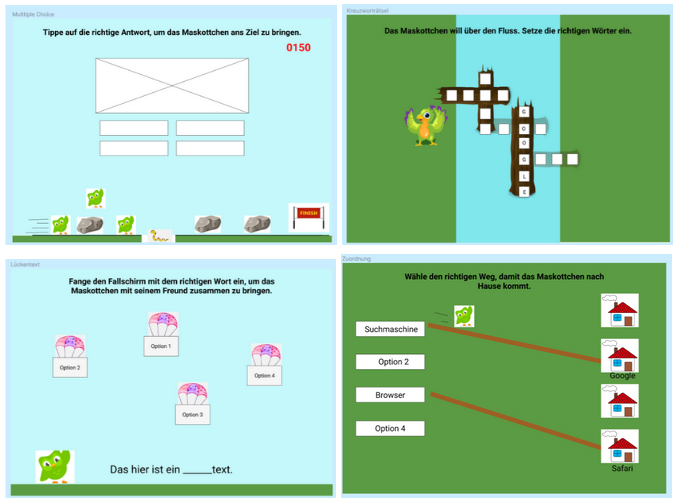 Multiple Choice
Tippe auf die richtige Antwort, um das Maskottchen ans Ziel zu bringen.
0150
FINISH
Kreuzworträtsel
Das Maskottchen will über den Fluss. Setze die richtigen Wörter ein.
G
O
O
G
L
E
Lückentext
Fange den Fallschirm mit dem richtigen Wort ein, um das
Maskottchen mit seinem Freund zusammen zu bringen.
Option 1
Option 2
Option 4
Option 3
Das hier ist ein ______text.
Zuordnung
Wähle den richtigen Weg, damit das Maskottchen nach
Hause kommt.
Suchmaschine
Option 2
Google
Browser
Option 4
Safari